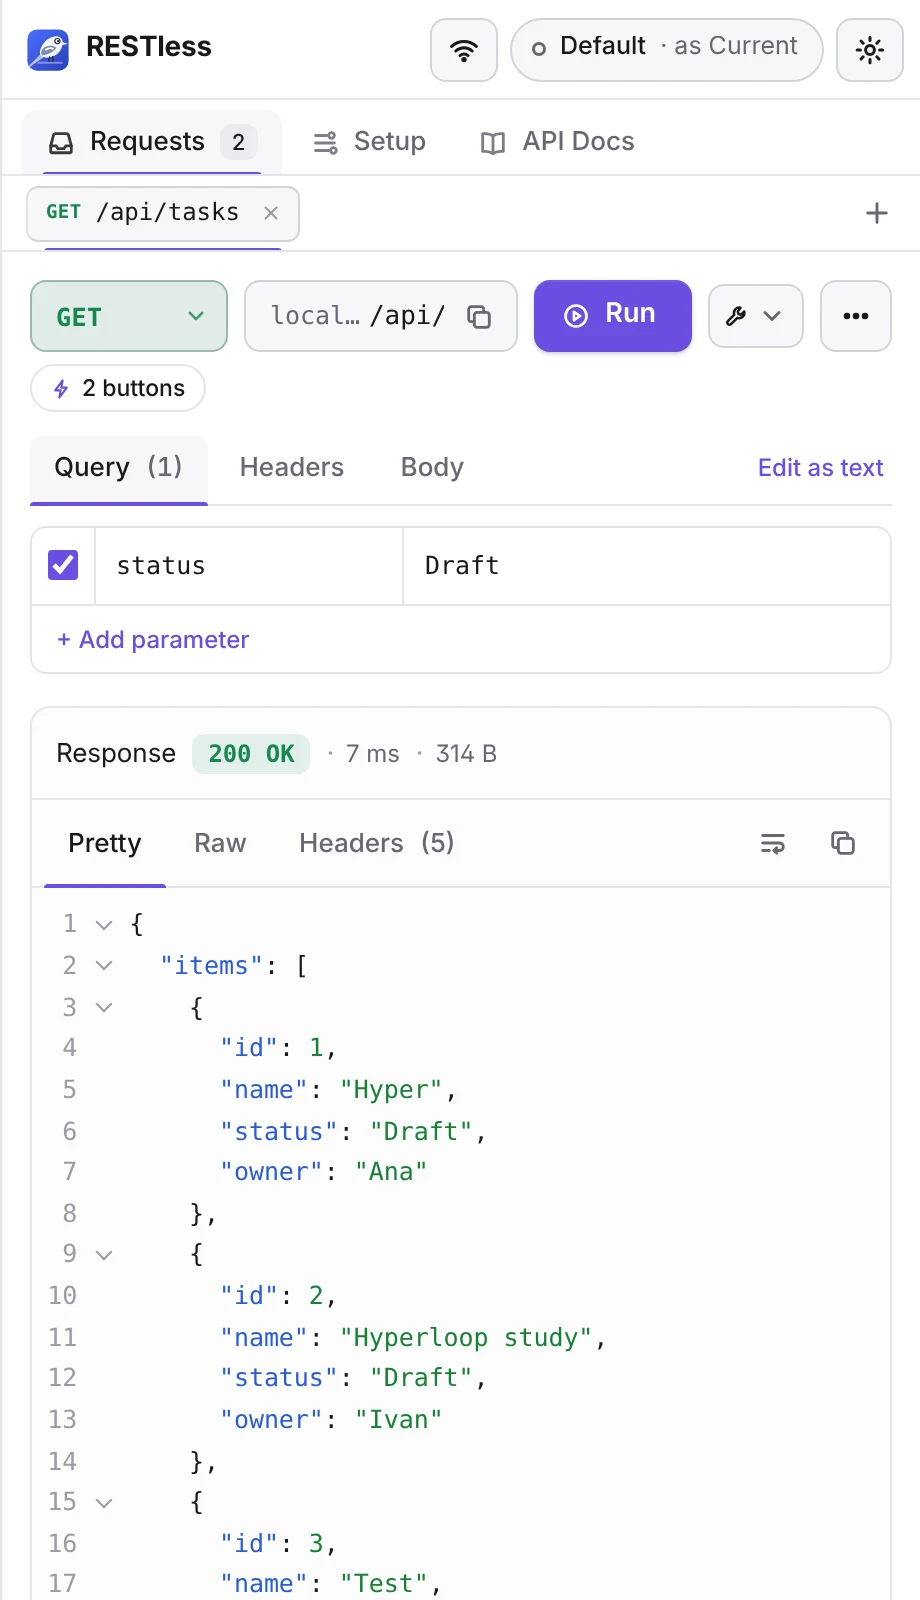 RESTless
Default · as Current
Requests 2 Setup API Docs
GET /api/tasks ×
GET local… /api/ Run
2 buttons
Query (1) Headers Body Edit as text
status Draft
+ Add parameter
Response 200 OK · 7 ms · 314 B
Pretty Raw Headers (5)
1 {
2 "items": [
3 {
4 "id": 1,
5 "name": "Hyper",
6 "status": "Draft",
7 "owner": "Ana"
8 },
9 {
10 "id": 2,
11 "name": "Hyperloop study",
12 "status": "Draft",
13 "owner": "Ivan"
14 },
15 {
16 "id": 3,
17 "name": "Test",